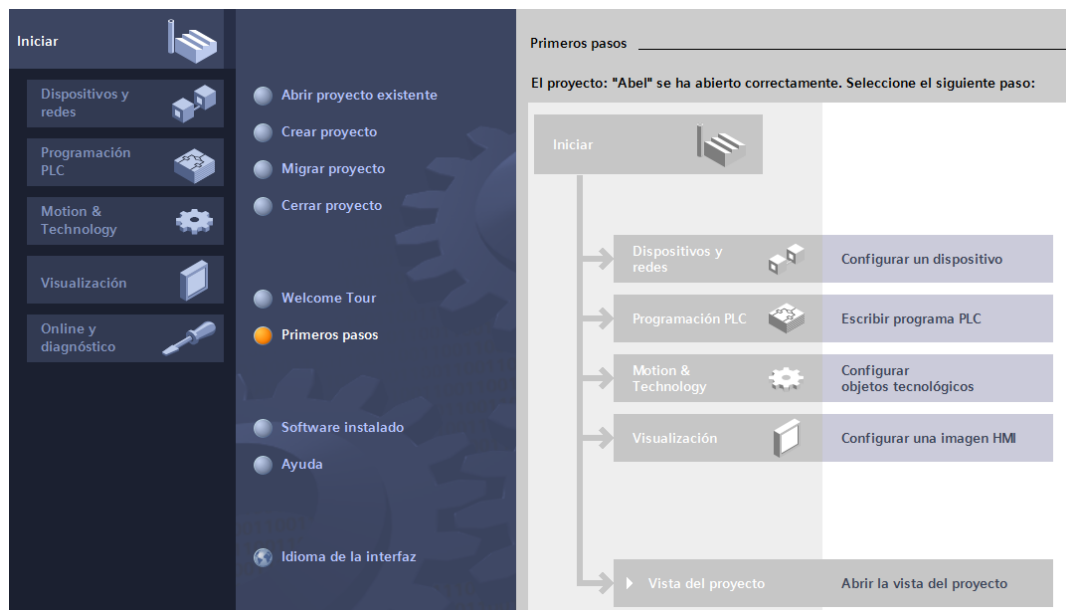 Iniciar
Dispositivos y
redes
Programación
PLC
Motion &
Technology
Visualización
Online y
diagnóstico
Abrir proyecto existente
Crear proyecto
Migrar proyecto
Cerrar proyecto
Welcome Tour
Primeros pasos
Software instalado
Ayuda
Idioma de la interfaz
Primeros pasos
El proyecto: "Abel" se ha abierto correctamente. Seleccione el siguiente paso:
Iniciar
Dispositivos y
redes
Configurar un dispositivo
Programación PLC
Escribir programa PLC
Motion &
Technology
Configurar
objetos tecnológicos
Visualización
Configurar una imagen HMI
Vista del proyecto
Abrir la vista del proyecto